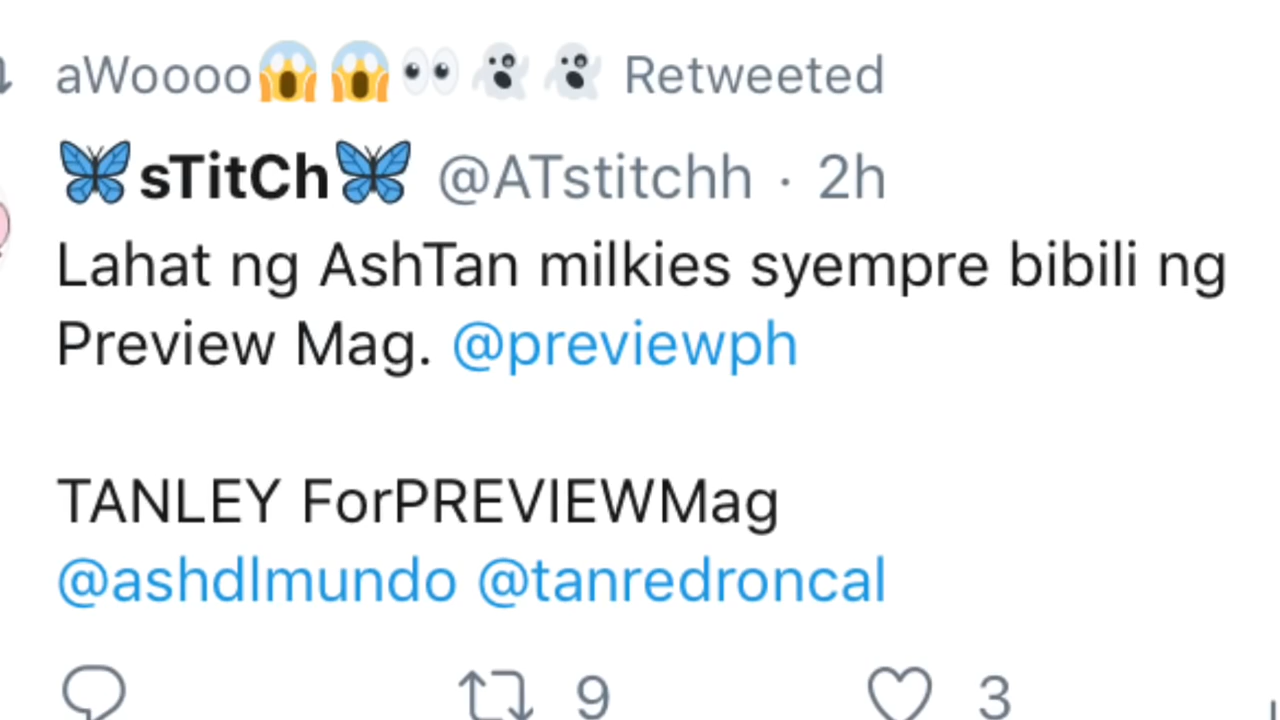 aWoooo😱😱👀👻👻 Retweeted
🦋sTitCh🦋 @ATstitchh · 2h
Lahat ng AshTan milkies syempre bibili ng
Preview Mag. @previewph
TANLEY ForPREVIEWMag
@ashdlmundo @tanredroncal
9 3